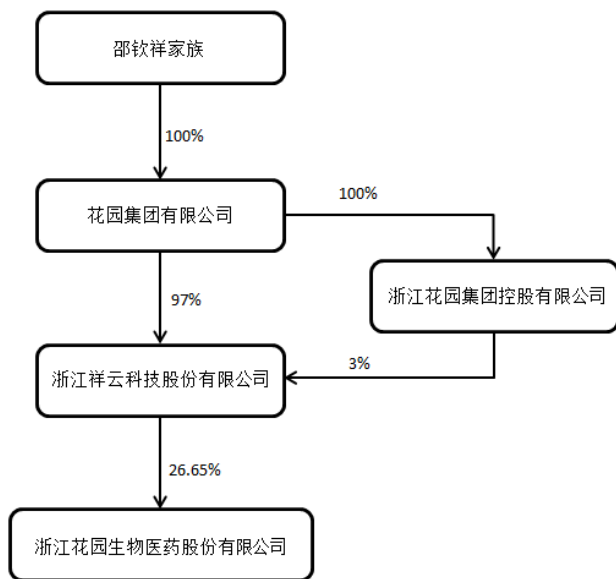 邵钦祥家族
100%
花园集团有限公司
100%
浙江花园集团控股有限公司
97%
浙江祥云科技股份有限公司
3%
26.65%
浙江花园生物医药股份有限公司